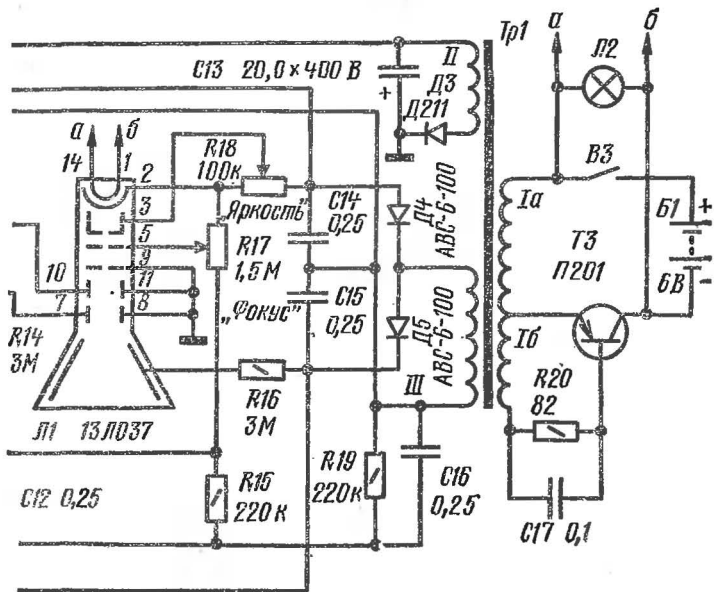 Тр1
а
б
Л2
С13 20,0×400 В
+
II
Д3
Д211
а
б
14
1
2
R18
100к
В3
3
„Яркость"
С14
0,25
Д4
АВС-6-100
Iа
Б1
+
5
R17
1,5М
Т3
П201
6В
–
10
9
11
7
8
„Фокус"
С15
0,25
Д5
АВС-6-100
Iб
R14
3М
R16
3М
III
R20
82
Л1 13ЛО37
С12 0,25
R15
220к
R19
220к
С16
0,25
С17 0,1